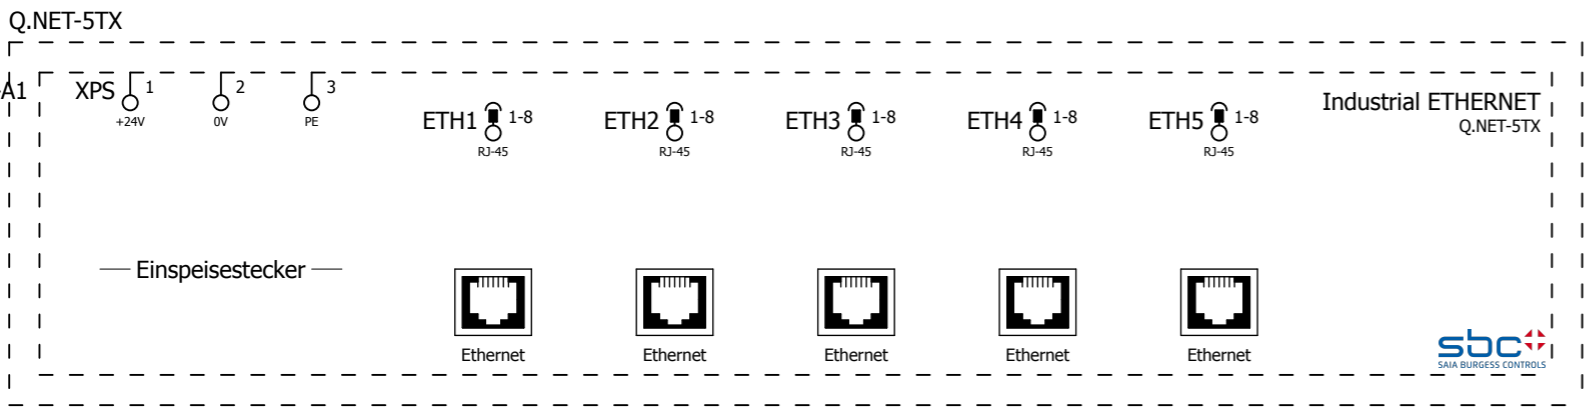 Q.NET-5TX
-A1
XPS 1 2 3
+24V 0V PE
ETH1 1-8 ETH2 1-8 ETH3 1-8 ETH4 1-8 ETH5 1-8
RJ-45 RJ-45 RJ-45 RJ-45 RJ-45
Industrial ETHERNET
Q.NET-5TX
Einspeisestecker
Ethernet Ethernet Ethernet Ethernet Ethernet
sbc
SAIA BURGESS CONTROLS